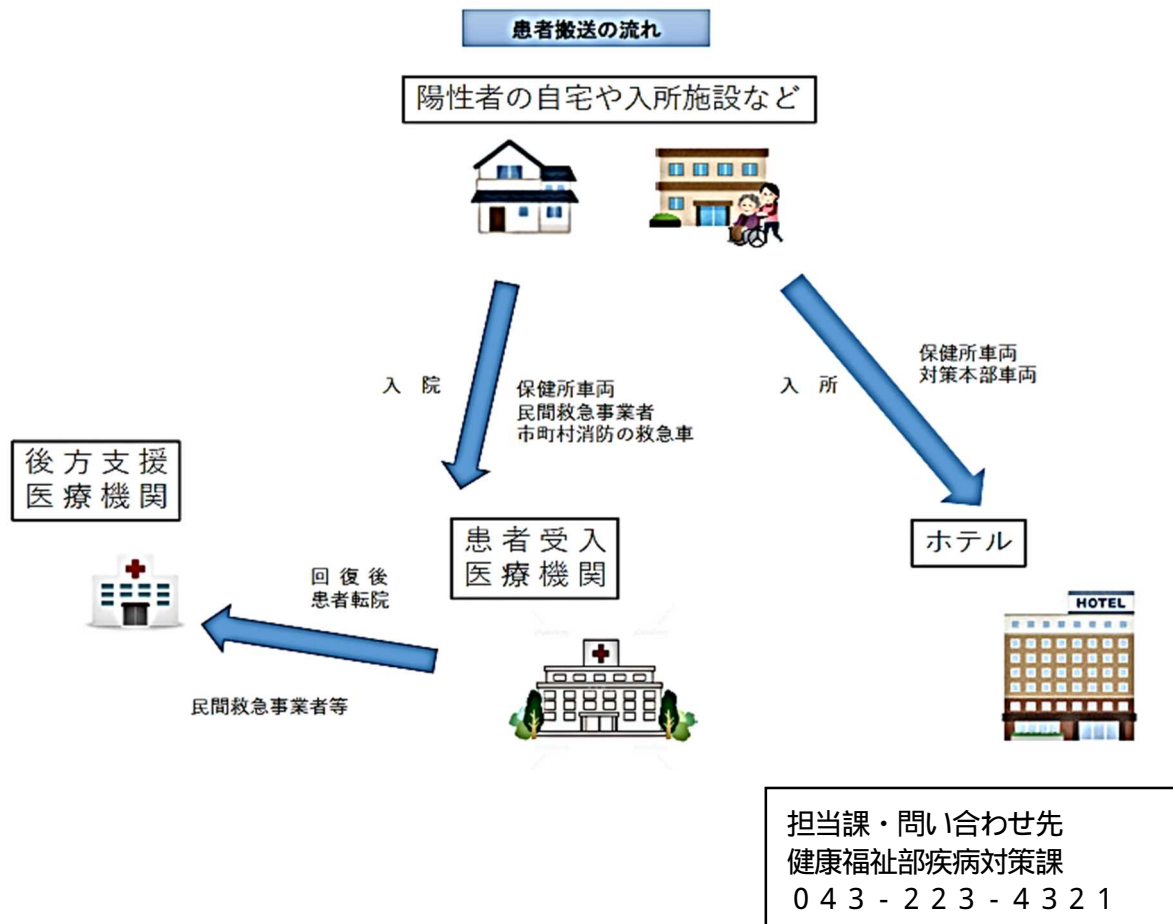 患者搬送の流れ
陽性者の自宅や入所施設など
入 院
保健所車両
民間救急事業者
市町村消防の救急車
入 所
保健所車両
対策本部車両
後方支援
医療機関
患者受入
医療機関
ホテル
回復後
患者転院
民間救急事業者等
HOTEL
担当課・問い合わせ先
健康福祉部疾病対策課
043-223-4321